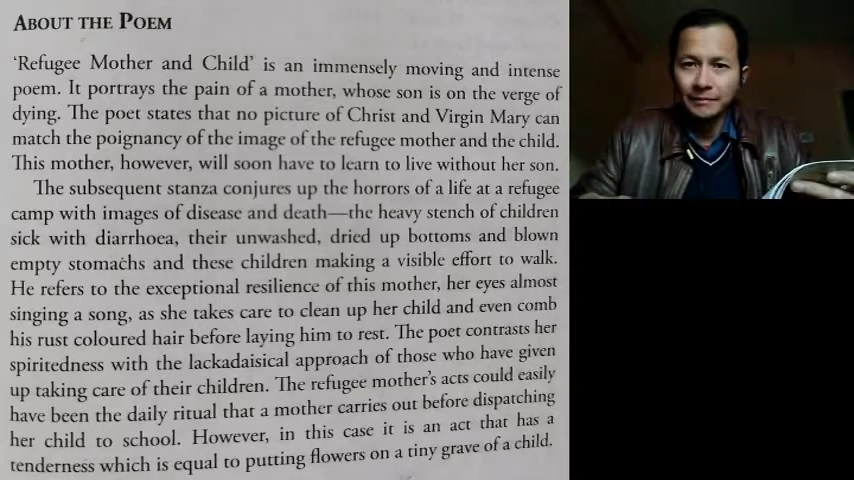 ABOUT THE POEM
'Refugee Mother and Child' is an immensely moving and intense
poem. It portrays the pain of a mother, whose son is on the verge of
dying. The poet states that no picture of Christ and Virgin Mary can
match the poignancy of the image of the refugee mother and the child.
This mother, however, will soon have to learn to live without her son.
The subsequent stanza conjures up the horrors of a life at a refugee
camp with images of disease and death—the heavy stench of children
sick with diarrhoea, their unwashed, dried up bottoms and blown
empty stomachs and these children making a visible effort to walk.
He refers to the exceptional resilience of this mother, her eyes almost
singing a song, as she takes care to clean up her child and even comb
his rust coloured hair before laying him to rest. The poet contrasts her
spiritedness with the lackadaisical approach of those who have given
up taking care of their children. The refugee mother's acts could easily
have been the daily ritual that a mother carries out before dispatching
her child to school. However, in this case it is an act that has a
tenderness which is equal to putting flowers on a tiny grave of a child.